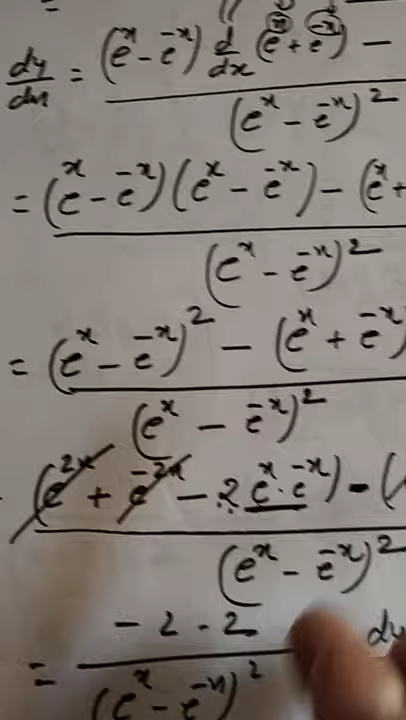 =
dy/dx = (e^x - e^-x) d/dx (e^x + e^-x) -
(e^x - e^-x)^2
= (e^x - e^-x)(e^x - e^-x) - (e^x +
(e^x - e^-x)^2
= (e^x - e^-x)^2 - (e^x + e^-x)
(e^x - e^-x)^2
(e^2x + e^-2x - 2 e^x · e^-x) - (
(e^x - e^-x)^2
- 2 - 2
= (e^x - e^-x)^2